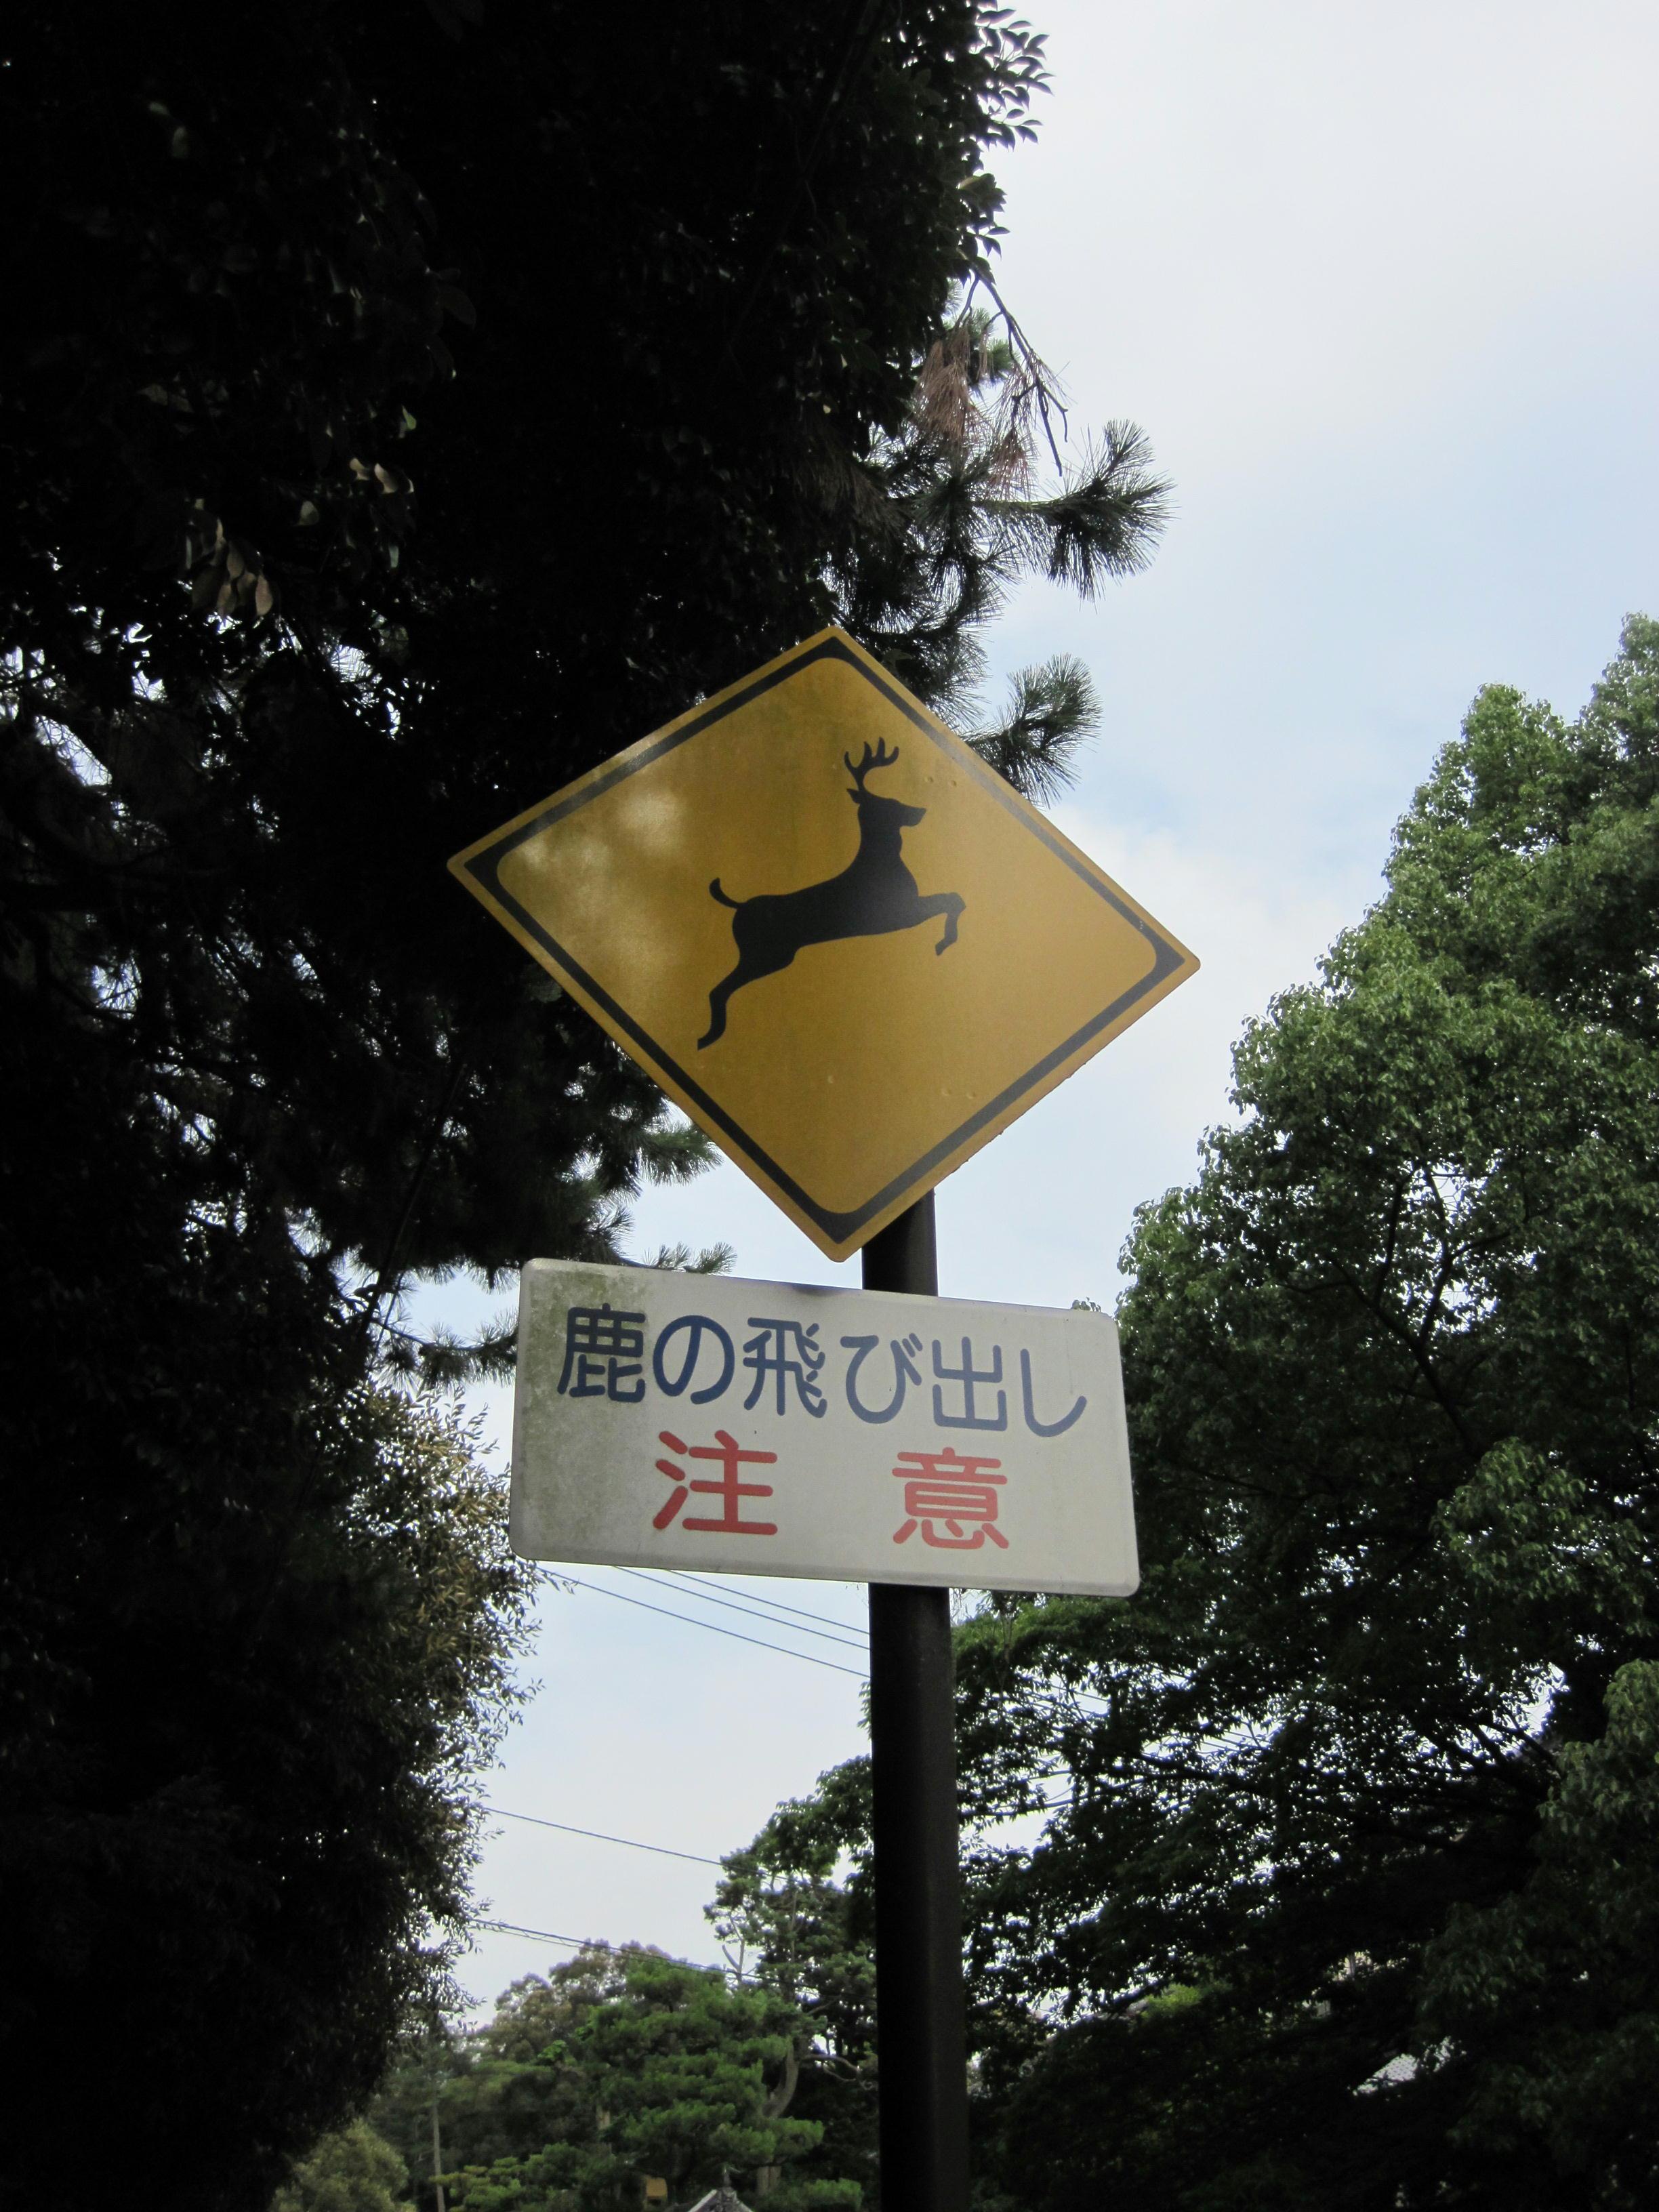 鹿の飛び出し
注 意